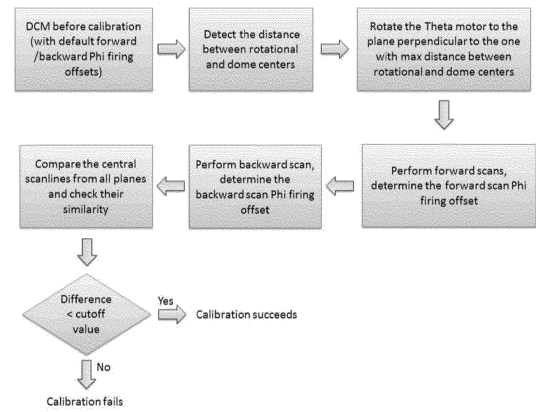 DCM before calibration
(with default forward
/backward Phi firing
offsets)
Detect the distance
between rotational
and dome centers
Rotate the Theta motor to the
plane perpendicular to the one
with max distance between
rotational and dome centers
Perform forward scans,
determine the forward scan Phi
firing offset
Perform backward scan,
determine the
backward scan Phi firing
offset
Compare the central
scanlines from all planes
and check their
similarity
Difference
< cutoff
value
Yes
Calibration succeeds
No
Calibration fails